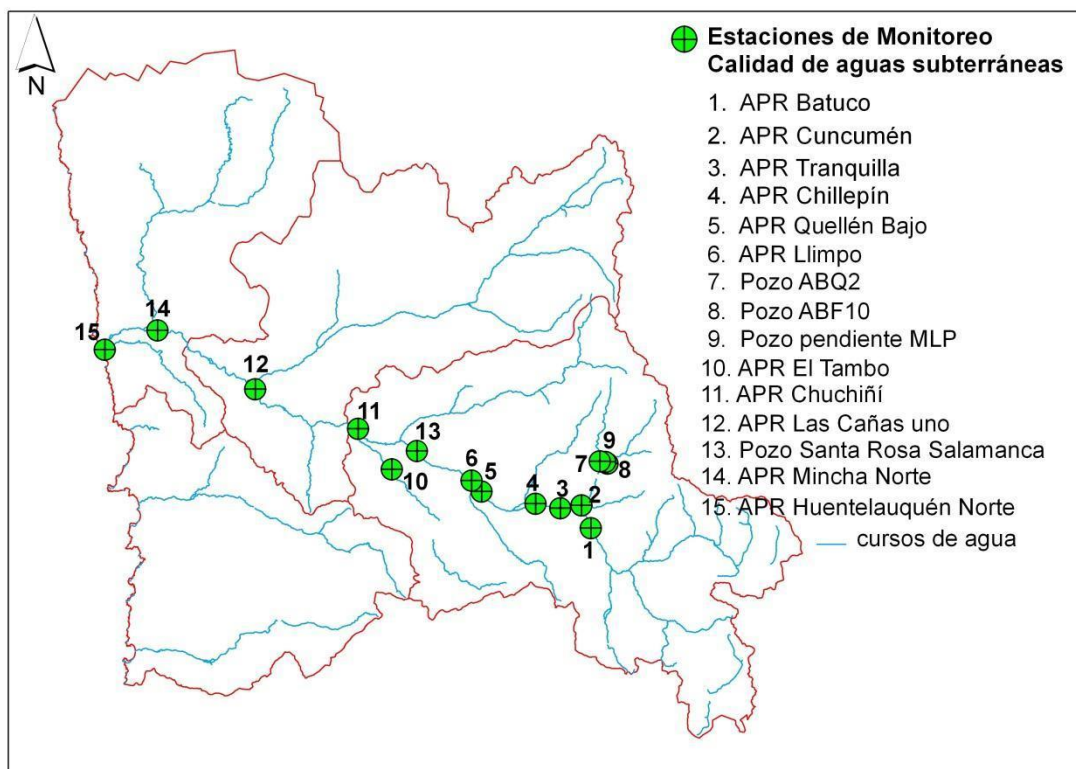 N
Estaciones de Monitoreo
Calidad de aguas subterráneas
1. APR Batuco
2. APR Cuncumén
3. APR Tranquilla
4. APR Chillepín
5. APR Quellén Bajo
6. APR Llimpo
7. Pozo ABQ2
8. Pozo ABF10
9. Pozo pendiente MLP
10. APR El Tambo
11. APR Chuchiñí
12. APR Las Cañas uno
13. Pozo Santa Rosa Salamanca
14. APR Mincha Norte
15. APR Huentelauquén Norte
cursos de agua
14
15
12
11
13
10
6
5
4
3
2
1
9
7
8